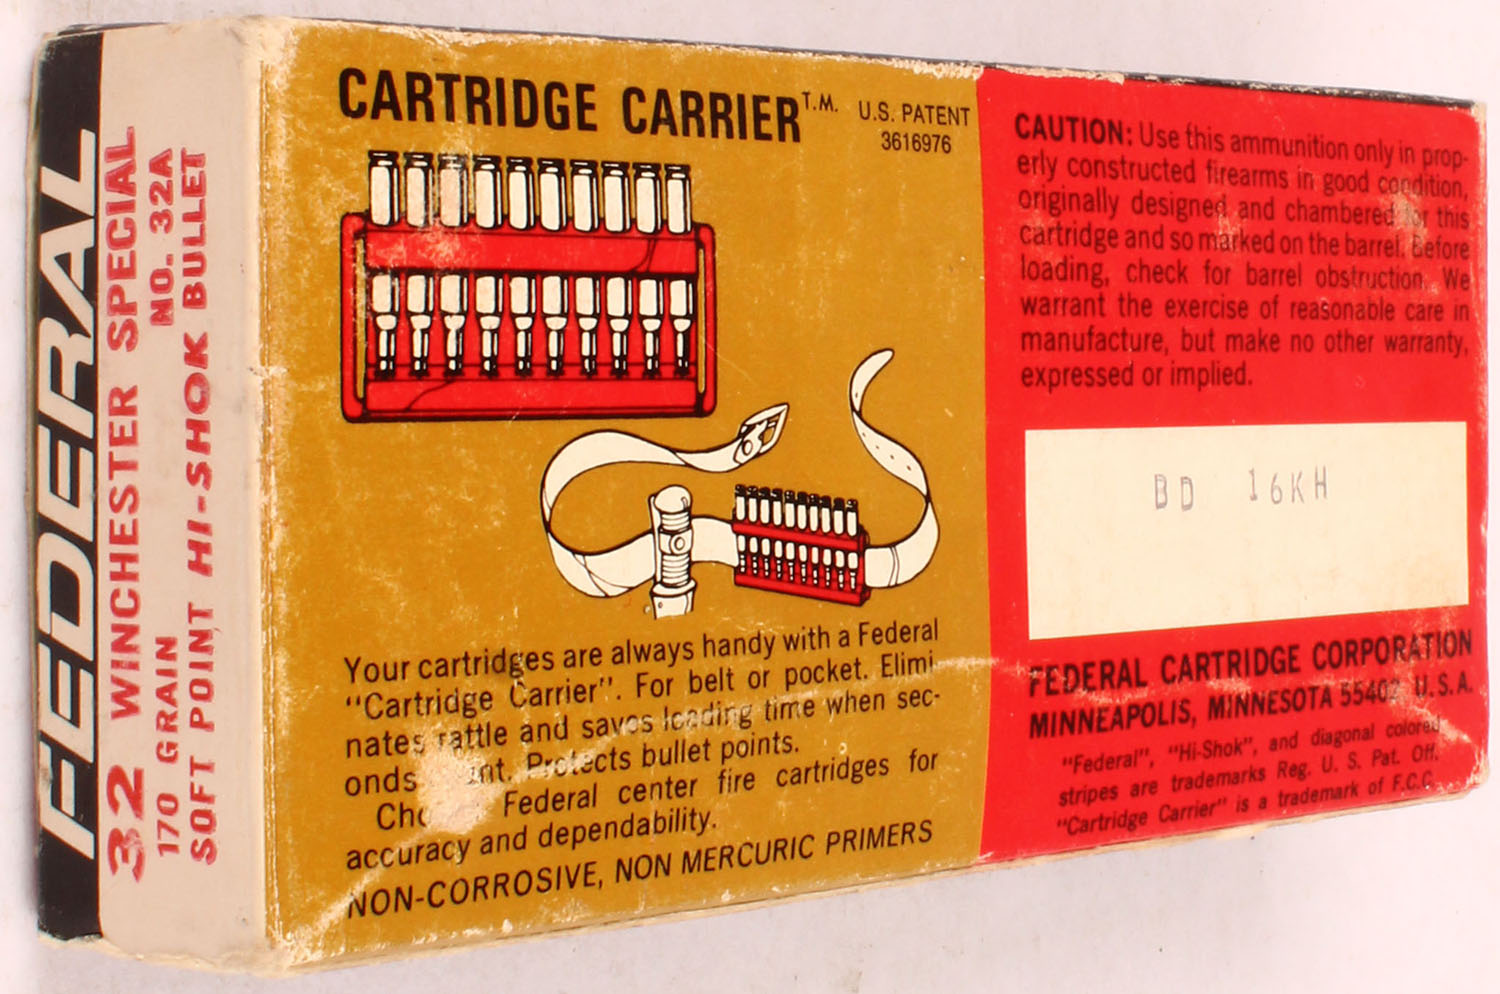 FEDERAL
32 WINCHESTER SPECIAL
170 GRAIN NO. 32A
SOFT POINT HI-SHOK BULLET
CARTRIDGE CARRIER T.M. U.S. PATENT
3616976
Your cartridges are always handy with a Federal
"Cartridge Carrier". For belt or pocket. Elimi-
nates rattle and saves loading time when sec-
onds Protects bullet points.
Federal center fire cartridges for
accuracy and dependability.
NON-CORROSIVE, NON MERCURIC PRIMERS
CAUTION: Use this ammunition only in prop-
erly constructed firearms in good condition,
originally designed and chambered for this
cartridge and so marked on the barrel. Before
loading, check for barrel obstruction. We
warrant the exercise of reasonable care in
manufacture, but make no other warranty,
expressed or implied.
BD 16KH
FEDERAL CARTRIDGE CORPORATION
MINNEAPOLIS, MINNESOTA 55402 U.S.A.
"Federal", "Hi-Shok", and diagonal colored
stripes are trademarks Reg. U. S. Pat. Off.
"Cartridge Carrier" is a trademark of F.C.C.